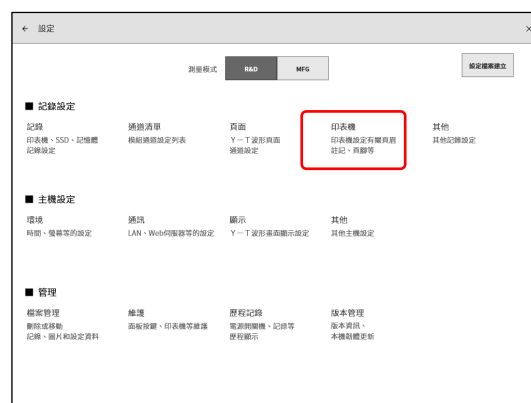 ← 設定 ×
測量模式 R&D MFG 設定檔案建立
■ 記錄設定
記錄 通道清單 頁面 印表機 其他
印表機、SSD、記憶體 模組通道設定列表 Y－T波形頁面 印表機設定有關頁眉 其他記錄設定
記錄設定 通道設定 註記、頁腳等
■ 主機設定
環境 通訊 顯示 其他
時間、螢幕等的設定 LAN、Web伺服器等的設定 Y－T波形畫面顯示設定 其他主機設定
■ 管理
檔案管理 維護 歷程記錄 版本管理
刪除或移動 面板按鍵、印表機等維護 電源開關機、記錄等 版本資訊、
記錄、圖片和設定資料 歷程顯示 本機韌體更新